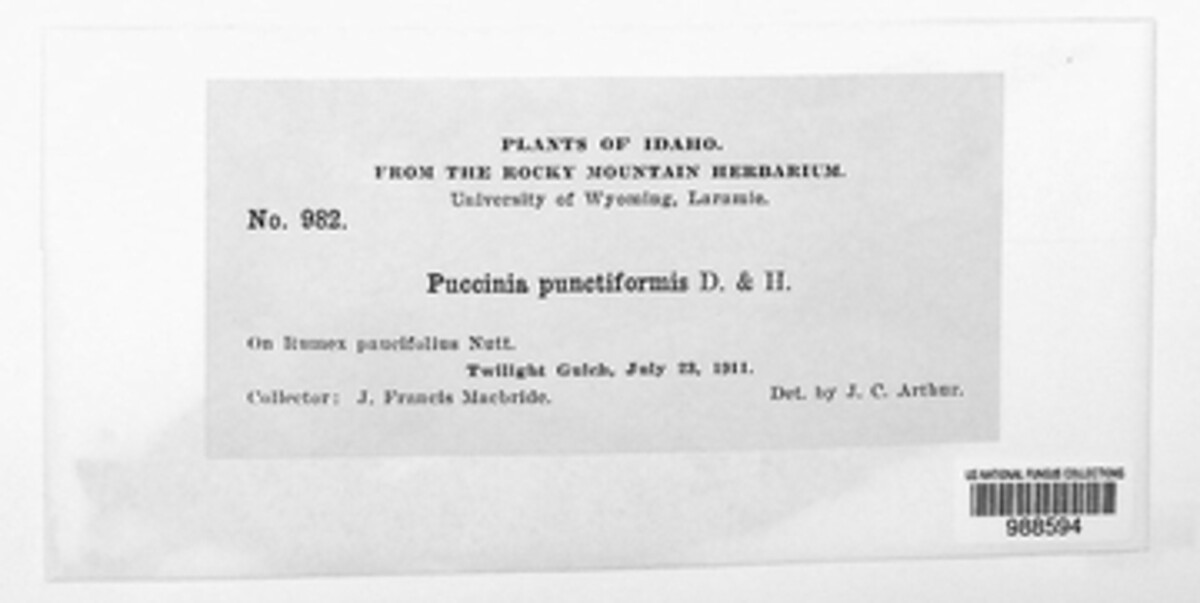 PLANTS OF IDAHO.
FROM THE ROCKY MOUNTAIN HERBARIUM.
University of Wyoming, Laramie.
No. 982.
Puccinia punctiformis D. & H.
On Rumex paucifolius Nutt.
Twilight Gulch, July 23, 1911.
Collector: J. Francis Macbride. Det. by J. C. Arthur.
US NATIONAL FUNGUS COLLECTIONS
988594